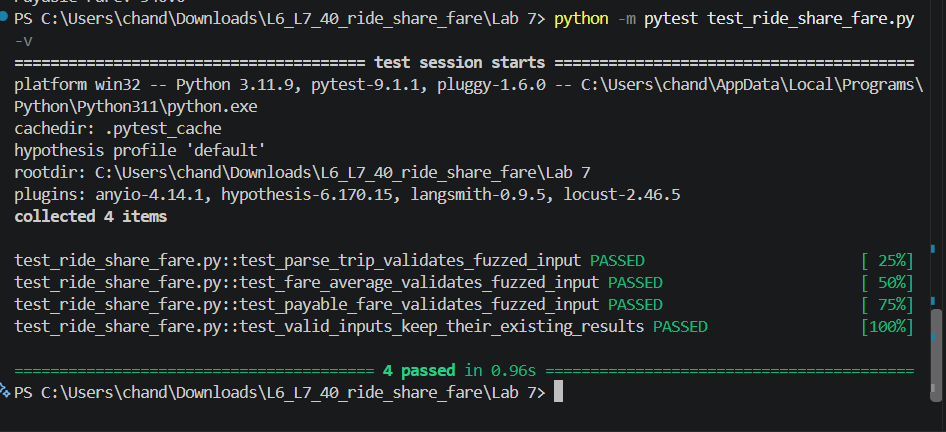 PS C:\Users\chand\Downloads\L6_L7_40_ride_share_fare\Lab 7> python -m pytest test_ride_share_fare.py
-v
===================================== test session starts ======================================
platform win32 -- Python 3.11.9, pytest-9.1.1, pluggy-1.6.0 -- C:\Users\chand\AppData\Local\Programs\
Python\Python311\python.exe
cachedir: .pytest_cache
hypothesis profile 'default'
rootdir: C:\Users\chand\Downloads\L6_L7_40_ride_share_fare\Lab 7
plugins: anyio-4.14.1, hypothesis-6.170.15, langsmith-0.9.5, locust-2.46.5
collected 4 items
test_ride_share_fare.py::test_parse_trip_validates_fuzzed_input PASSED [ 25%]
test_ride_share_fare.py::test_fare_average_validates_fuzzed_input PASSED [ 50%]
test_ride_share_fare.py::test_payable_fare_validates_fuzzed_input PASSED [ 75%]
test_ride_share_fare.py::test_valid_inputs_keep_their_existing_results PASSED [100%]
====================================== 4 passed in 0.96s =======================================
PS C:\Users\chand\Downloads\L6_L7_40_ride_share_fare\Lab 7>